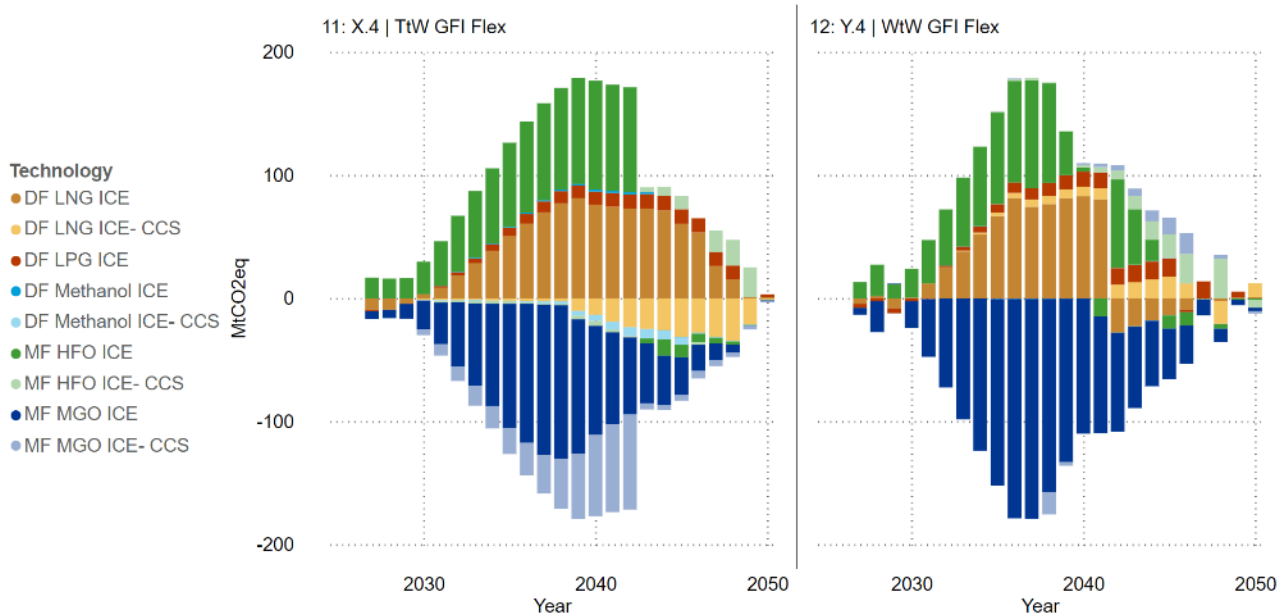 11: X.4 | TtW GFI Flex
12: Y.4 | WtW GFI Flex
Technology
DF LNG ICE
DF LNG ICE- CCS
DF LPG ICE
DF Methanol ICE
DF Methanol ICE- CCS
MF HFO ICE
MF HFO ICE- CCS
MF MGO ICE
MF MGO ICE- CCS
MtCO2eq
200
100
0
-100
-200
2030
2040
2050
Year
2030
2040
2050
Year